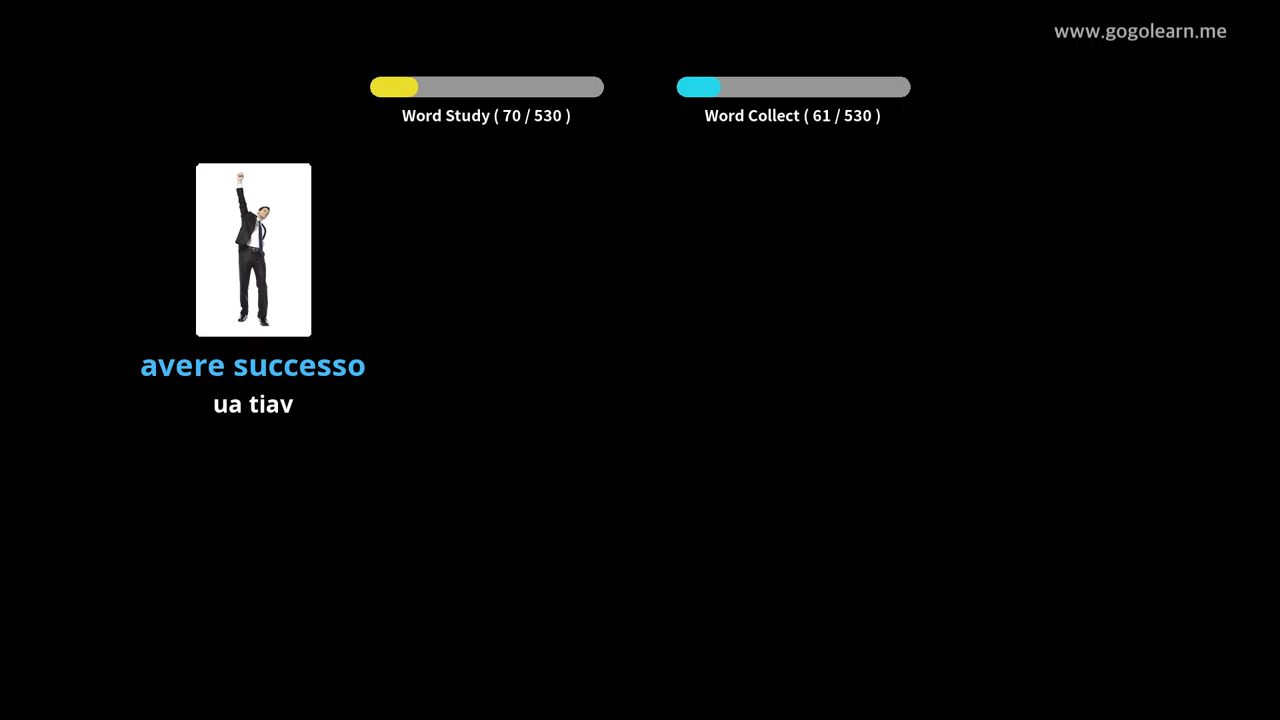 www.gogolearn.me
Word Study ( 70 / 530 )
Word Collect ( 61 / 530 )
avere successo
ua tiav